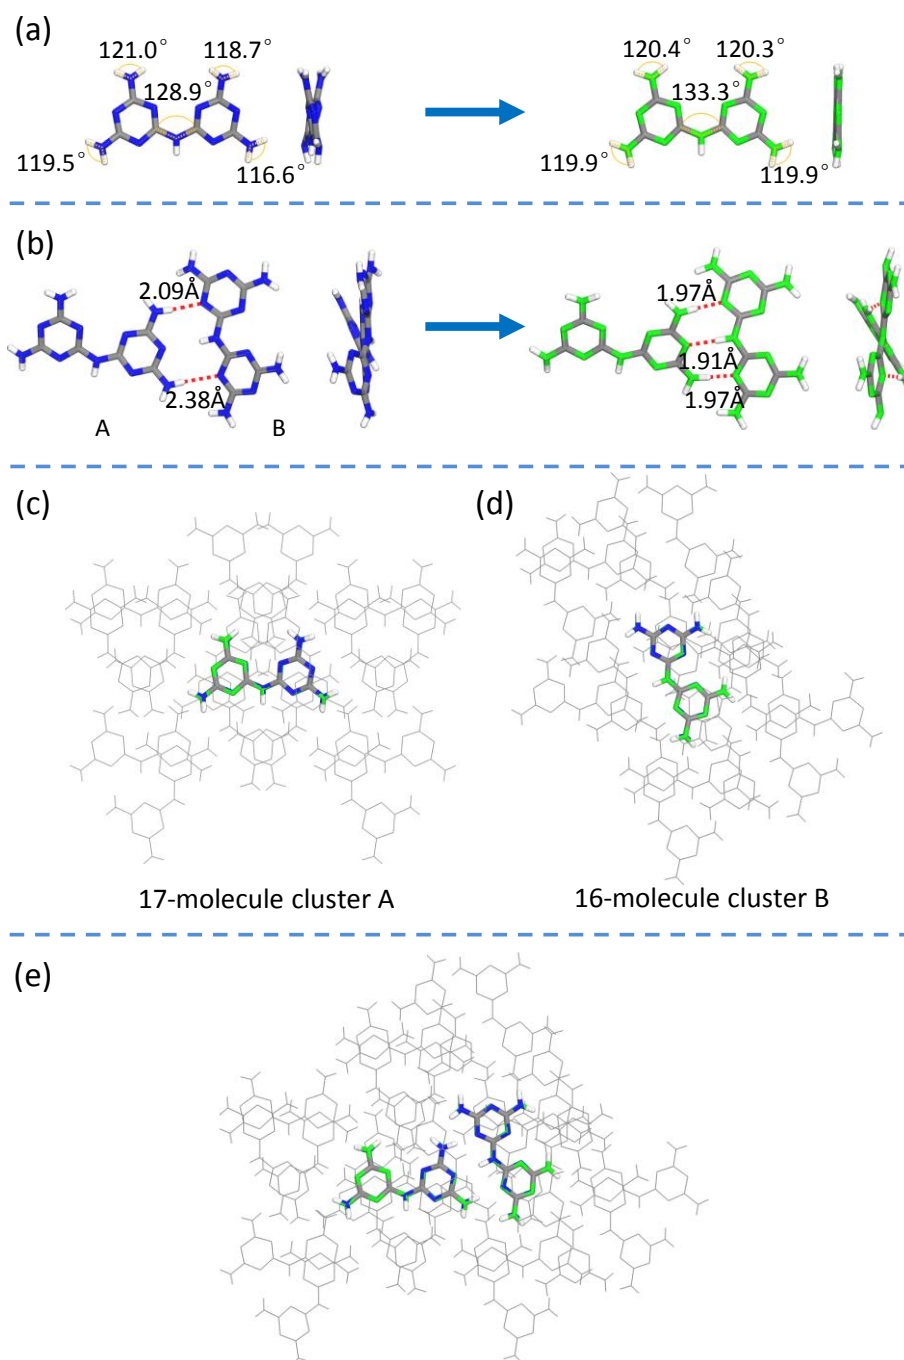 (a)
121.0° 118.7° 120.4° 120.3°
128.9° 133.3°
119.5° 116.6° 119.9° 119.9°
(b)
2.09Å 1.97Å
1.91Å
2.38Å 1.97Å
A B
(c) (d)
17-molecule cluster A 16-molecule cluster B
(e)